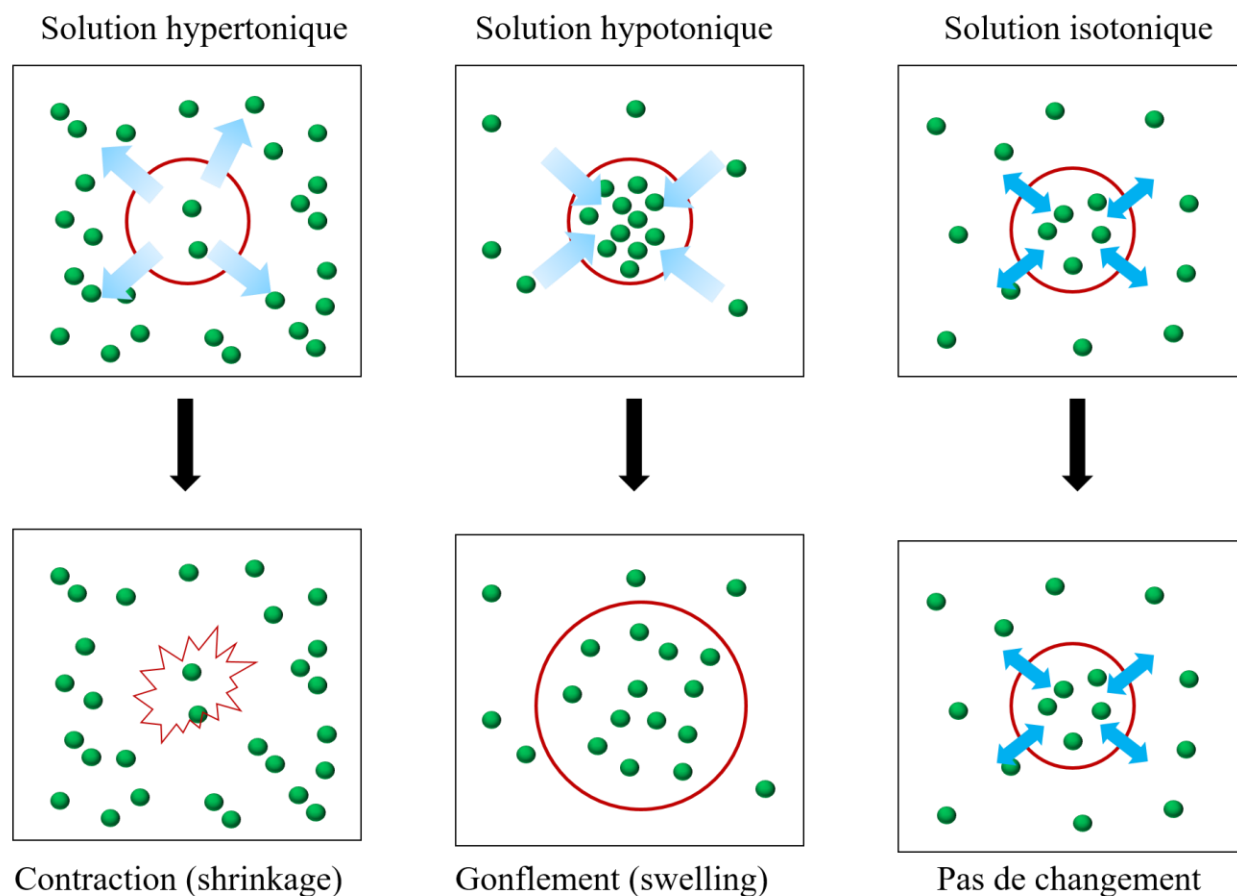 Solution hypertonique
Solution hypotonique
Solution isotonique
Contraction (shrinkage)
Gonflement (swelling)
Pas de changement